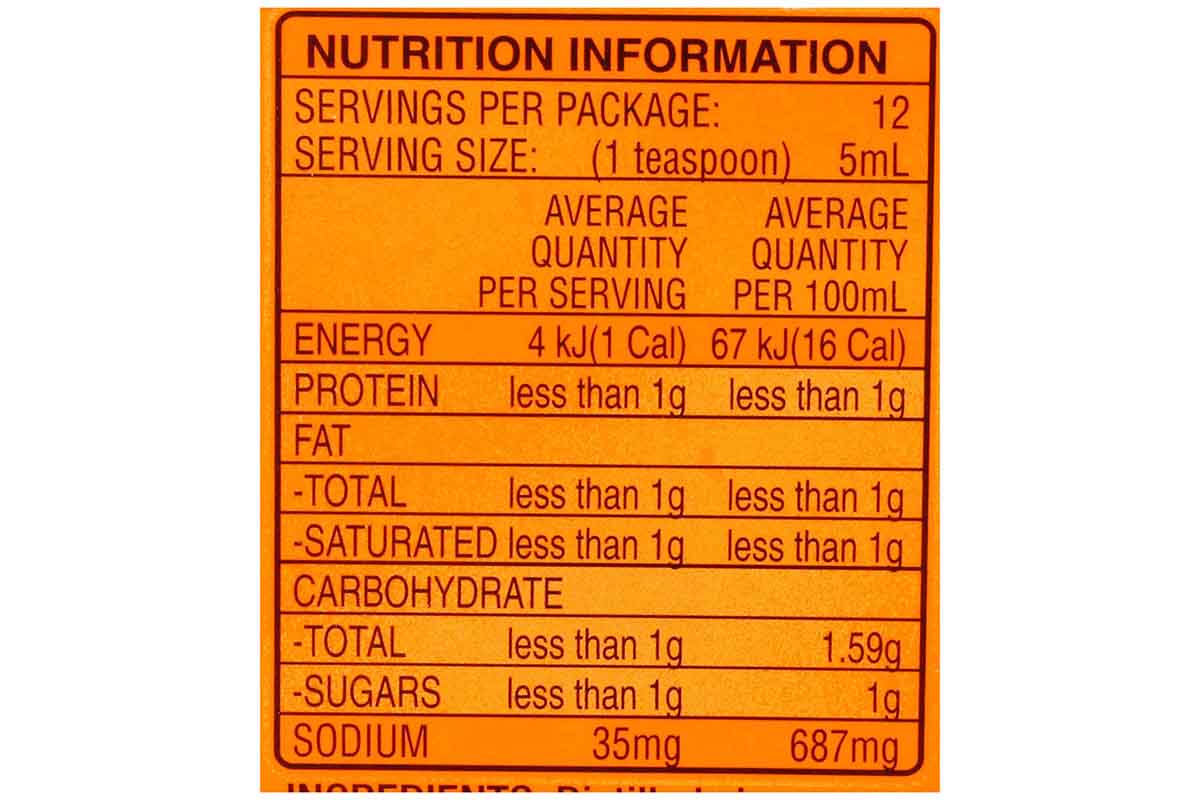 NUTRITION INFORMATION
SERVINGS PER PACKAGE: 12
SERVING SIZE: (1 teaspoon) 5mL
AVERAGE AVERAGE
QUANTITY QUANTITY
PER SERVING PER 100mL
ENERGY 4 kJ(1 Cal) 67 kJ(16 Cal)
PROTEIN less than 1g less than 1g
FAT
-TOTAL less than 1g less than 1g
-SATURATED less than 1g less than 1g
CARBOHYDRATE
-TOTAL less than 1g 1.59g
-SUGARS less than 1g 1g
SODIUM 35mg 687mg
INGREDIENTS: